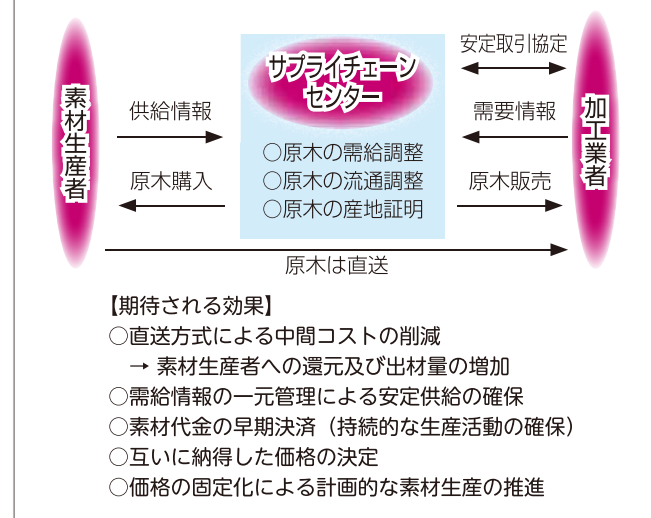 素材生産者
供給情報
原木購入
サプライチェーン
センター
○原木の需給調整
○原木の流通調整
○原木の産地証明
安定取引協定
需要情報
原木販売
加工業者
原木は直送
【期待される効果】
○直送方式による中間コストの削減
→ 素材生産者への還元及び出材量の増加
○需給情報の一元管理による安定供給の確保
○素材代金の早期決済（持続的な生産活動の確保）
○互いに納得した価格の決定
○価格の固定化による計画的な素材生産の推進